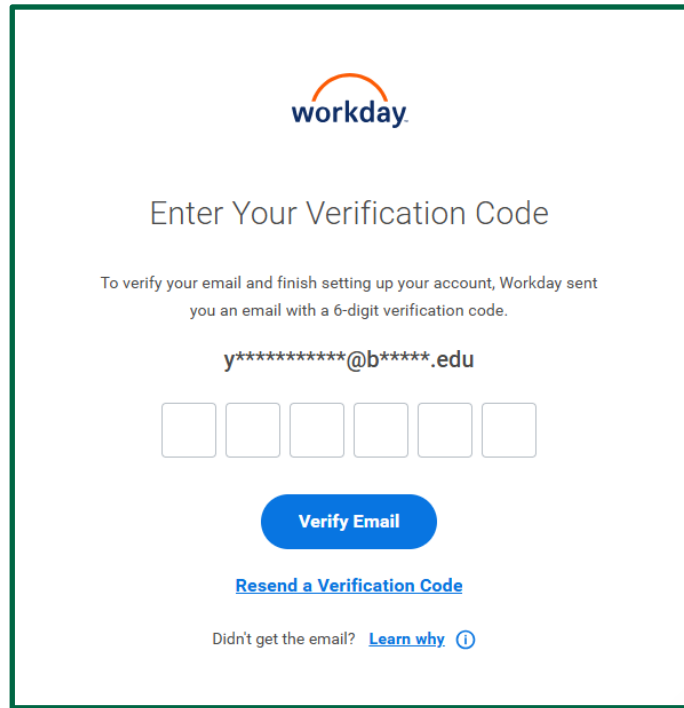 workday.
Enter Your Verification Code
To verify your email and finish setting up your account, Workday sent
you an email with a 6-digit verification code.
y***********@b*****.edu
Verify Email
Resend a Verification Code
Didn't get the email? Learn why